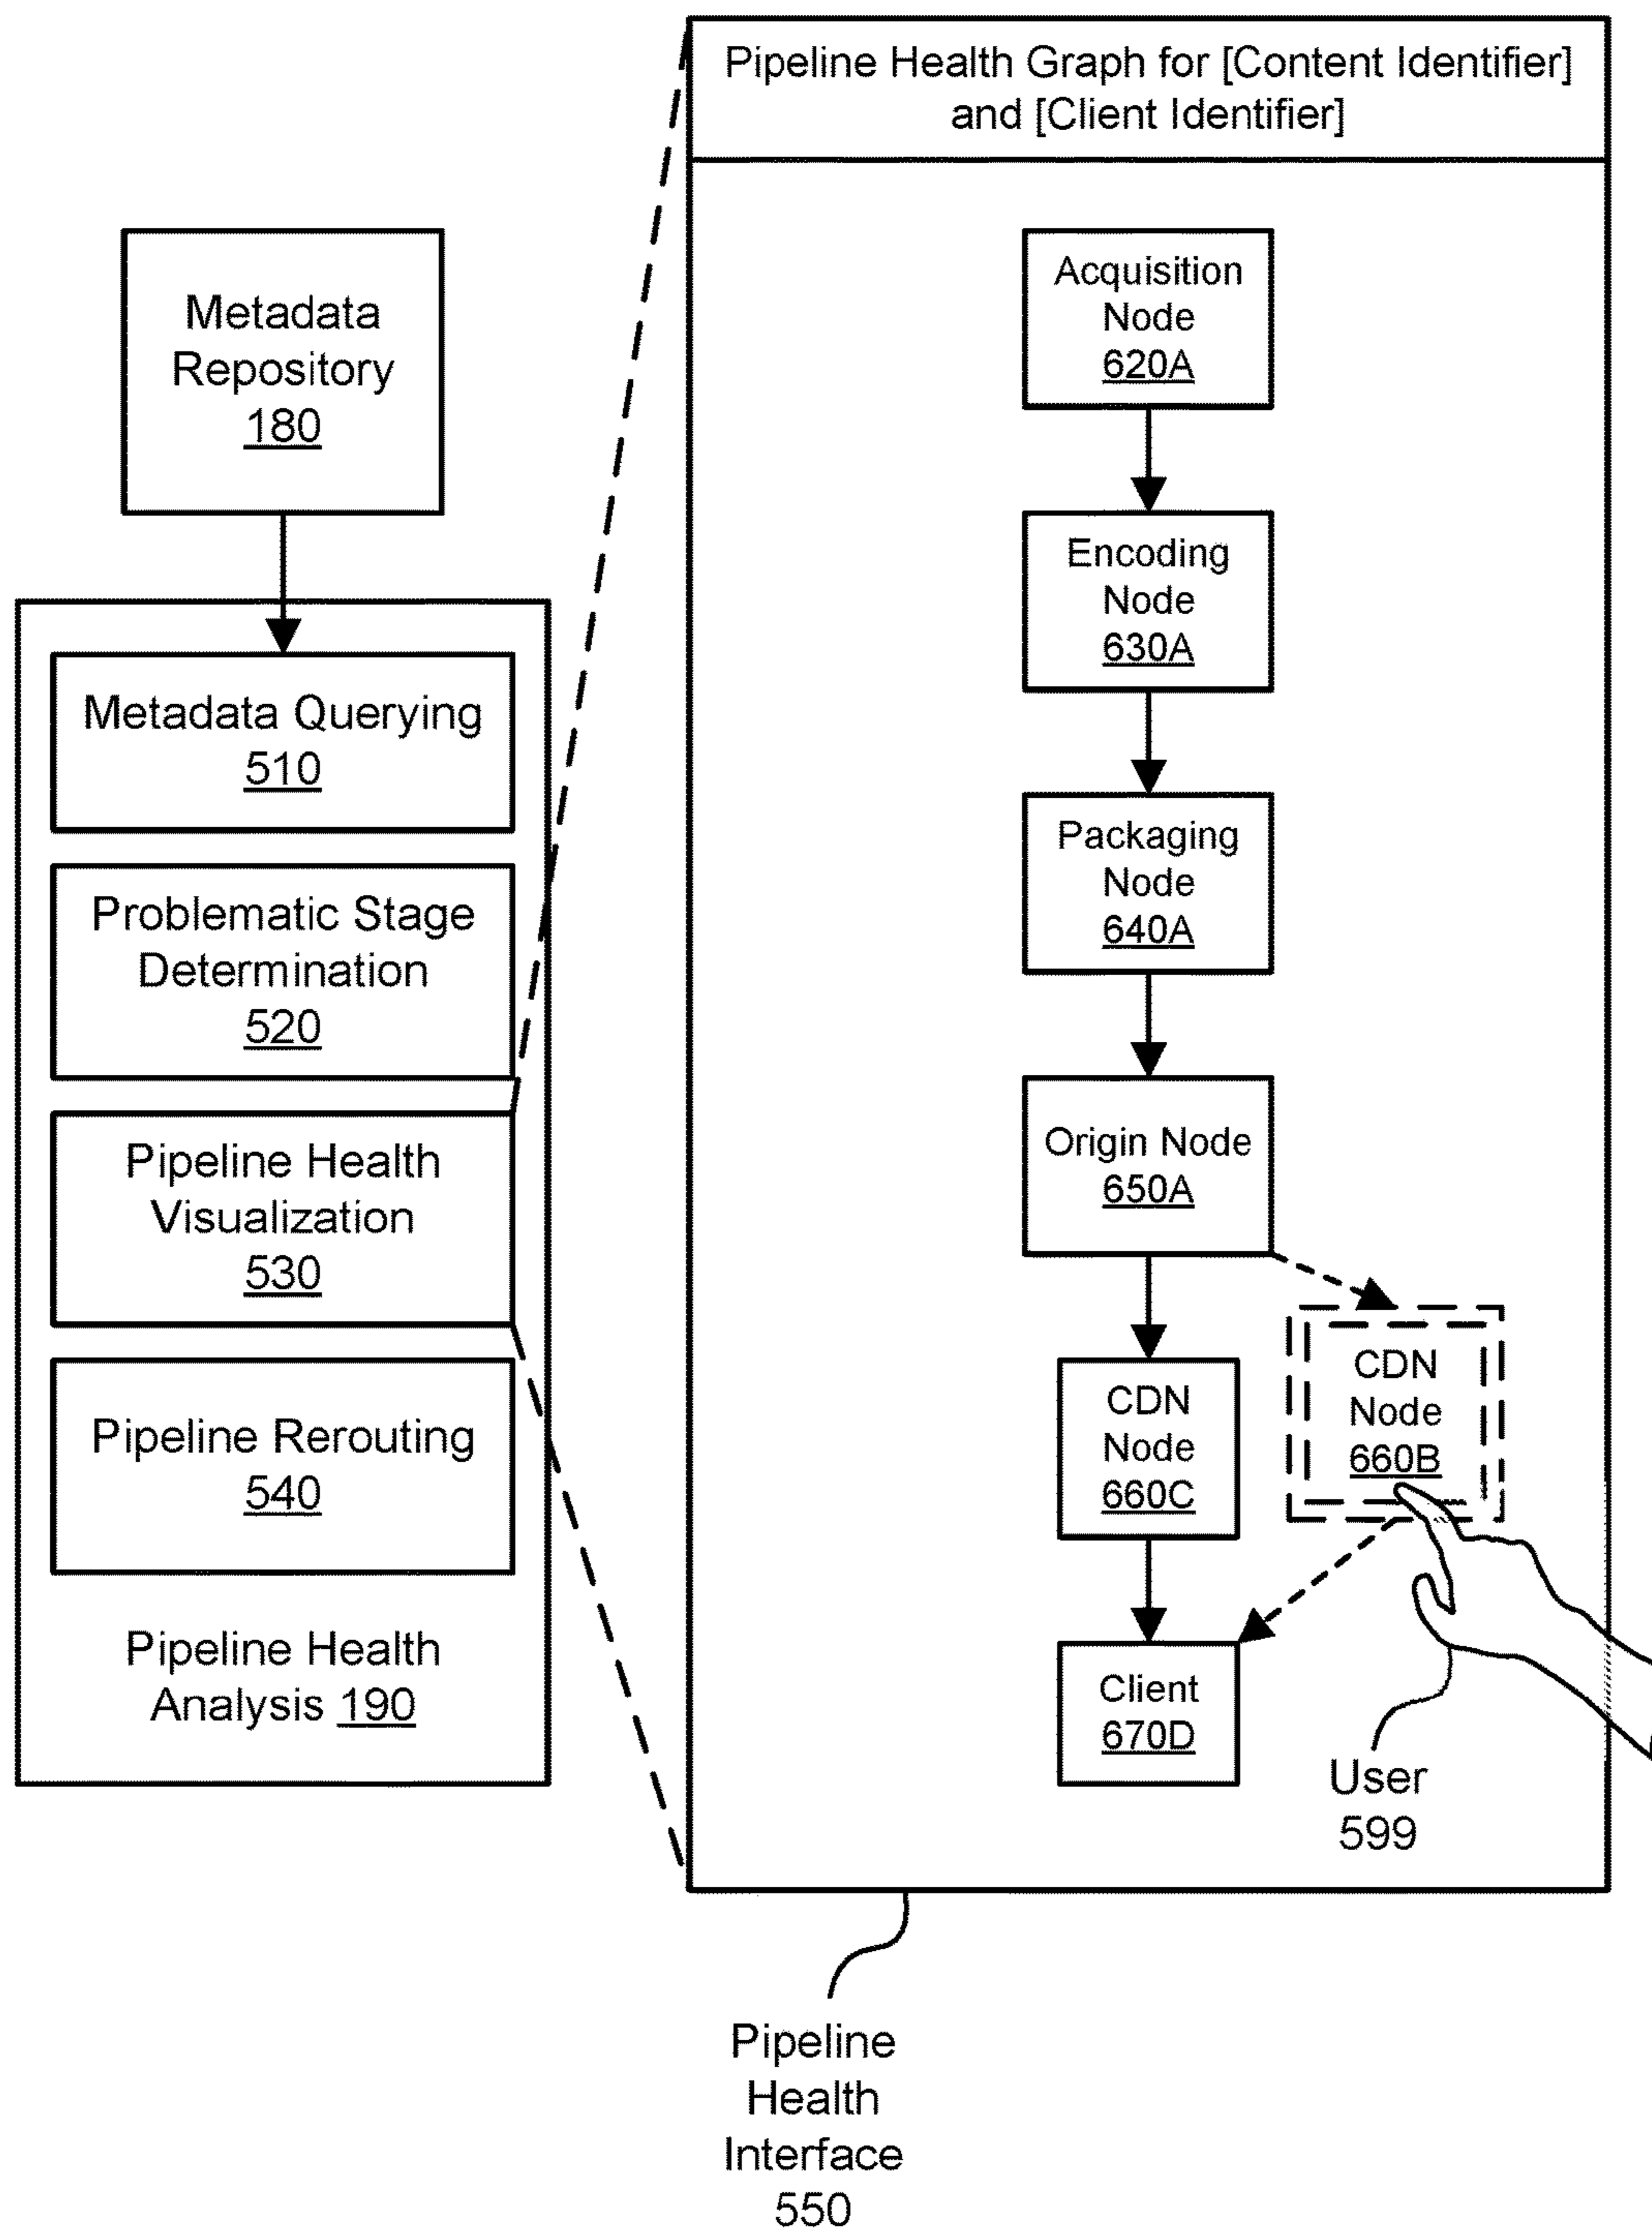 Pipeline Health Graph for [Content Identifier]
and [Client Identifier]
Metadata
Repository
180
Metadata Querying
510
Problematic Stage
Determination
520
Pipeline Health
Visualization
530
Pipeline Rerouting
540
Pipeline Health
Analysis 190
Acquisition
Node
620A
Encoding
Node
630A
Packaging
Node
640A
Origin Node
650A
CDN
Node
660C
CDN
Node
660B
Client
670D
User
599
Pipeline
Health
Interface
550